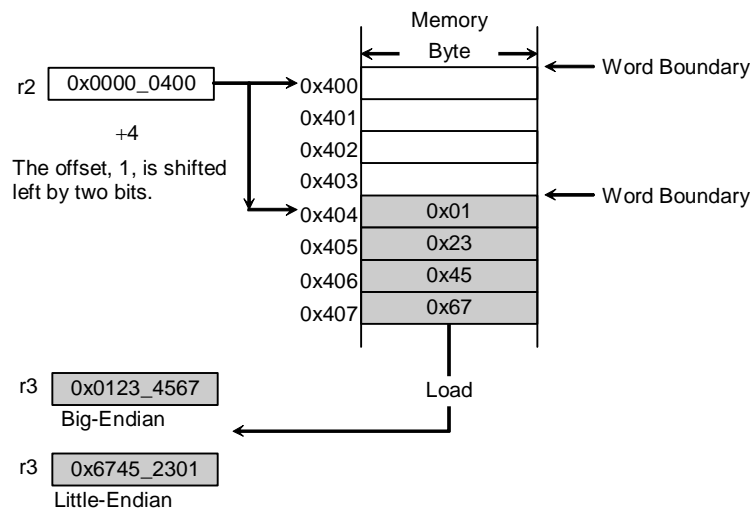 Memory
Byte
Word Boundary
r2 0x0000_0400
0x400
+4
0x401
0x402
The offset, 1, is shifted
left by two bits.
0x403
Word Boundary
0x404 0x01
0x405 0x23
0x406 0x45
0x407 0x67
Load
r3 0x0123_4567
Big-Endian
r3 0x6745_2301
Little-Endian